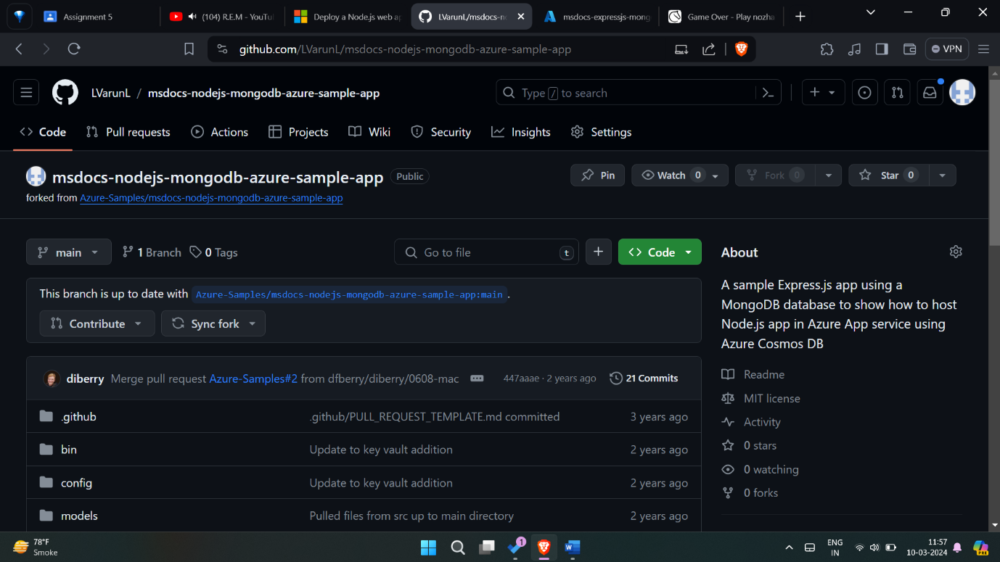 Assignment 5
(104) R.E.M - YouTu
Deploy a Node.js web ap
LVarunL/msdocs-n
msdocs-expressjs-mong
Game Over - Play nozha
github.com/LVarunL/msdocs-nodejs-mongodb-azure-sample-app
VPN
LVarunL / msdocs-nodejs-mongodb-azure-sample-app
Type / to search
Code
Pull requests
Actions
Projects
Wiki
Security
Insights
Settings
msdocs-nodejs-mongodb-azure-sample-app
Public
Pin
Watch 0
Fork 0
Star 0
forked from Azure-Samples/msdocs-nodejs-mongodb-azure-sample-app
main
1 Branch
0 Tags
Go to file
t
Code
This branch is up to date with Azure-Samples/msdocs-nodejs-mongodb-azure-sample-app:main .
Contribute
Sync fork
diberry Merge pull request Azure-Samples#2 from dfberry/diberry/0608-mac
447aaae · 2 years ago
21 Commits
.github
.github/PULL_REQUEST_TEMPLATE.md committed
3 years ago
bin
Update to key vault addition
2 years ago
config
Update to key vault addition
2 years ago
models
Pulled files from src up to main directory
2 years ago
About
A sample Express.js app using a
MongoDB database to show how to host
Node.js app in Azure App service using
Azure Cosmos DB
Readme
MIT license
Activity
0 stars
0 watching
0 forks
78°F
Smoke
1
W
ENG
IN
11:57
10-03-2024
PRE